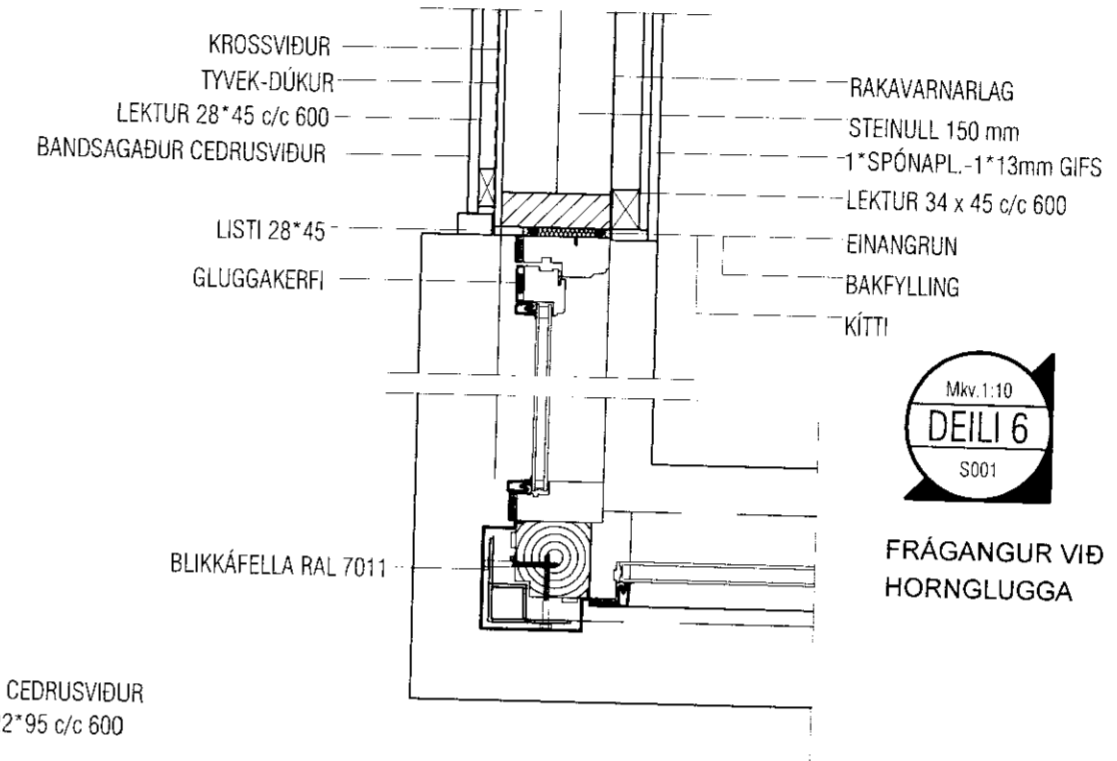 KROSSVIÐUR
TYVEK-DÚKUR
LEKTUR 28*45 c/c 600
BANDSAGAÐUR CEDRUSVIÐUR
LISTI 28*45
GLUGGAKERFI
RAKAVARNARLAG
STEINULL 150 mm
1*SPÓNAPL.-1*13mm GIFS
LEKTUR 34 x 45 c/c 600
EINANGRUN
BAKFYLLING
KÍTTI
Mkv.1:10
DEILI 6
S001
FRÁGANGUR VIÐ
HORNGLUGGA
BLIKKÁFELLA RAL 7011
CEDRUSVIÐUR
2*95 c/c 600